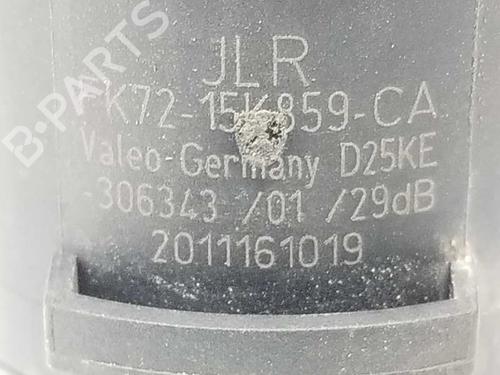 JLR
K72-15K859-CA
Valeo-Germany D25KE
-306343 /01 /29dB
2011161019
B-PARTS